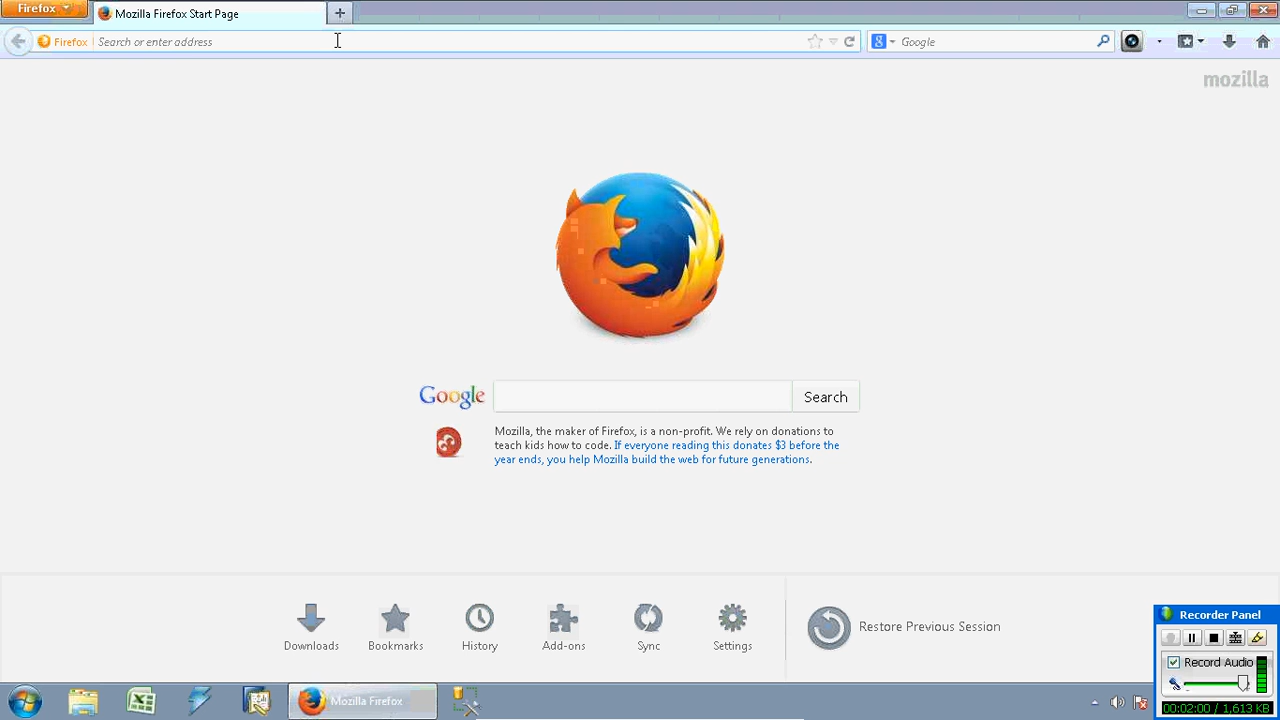 Firefox
Mozilla Firefox Start Page
Firefox
Search or enter address
Google
mozilla
Google
Search
Mozilla, the maker of Firefox, is a non-profit. We rely on donations to
teach kids how to code. If everyone reading this donates $3 before the
year ends, you help Mozilla build the web for future generations.
Downloads
Bookmarks
History
Add-ons
Sync
Settings
Restore Previous Session
Recorder Panel
Record Audio
00:02:00 / 1,613 KB
Mozilla Firefox